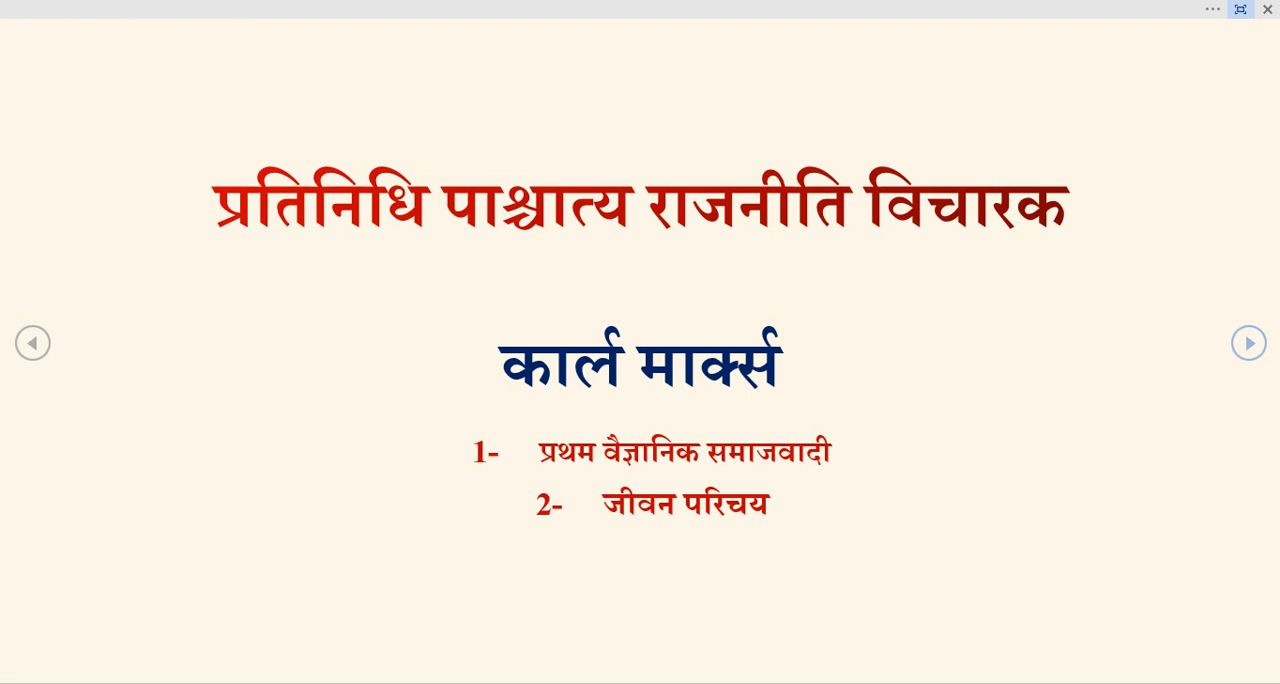 प्रतिनिधि पाश्चात्य राजनीति विचारक
कार्ल मार्क्स
1- प्रथम वैज्ञानिक समाजवादी
2- जीवन परिचय